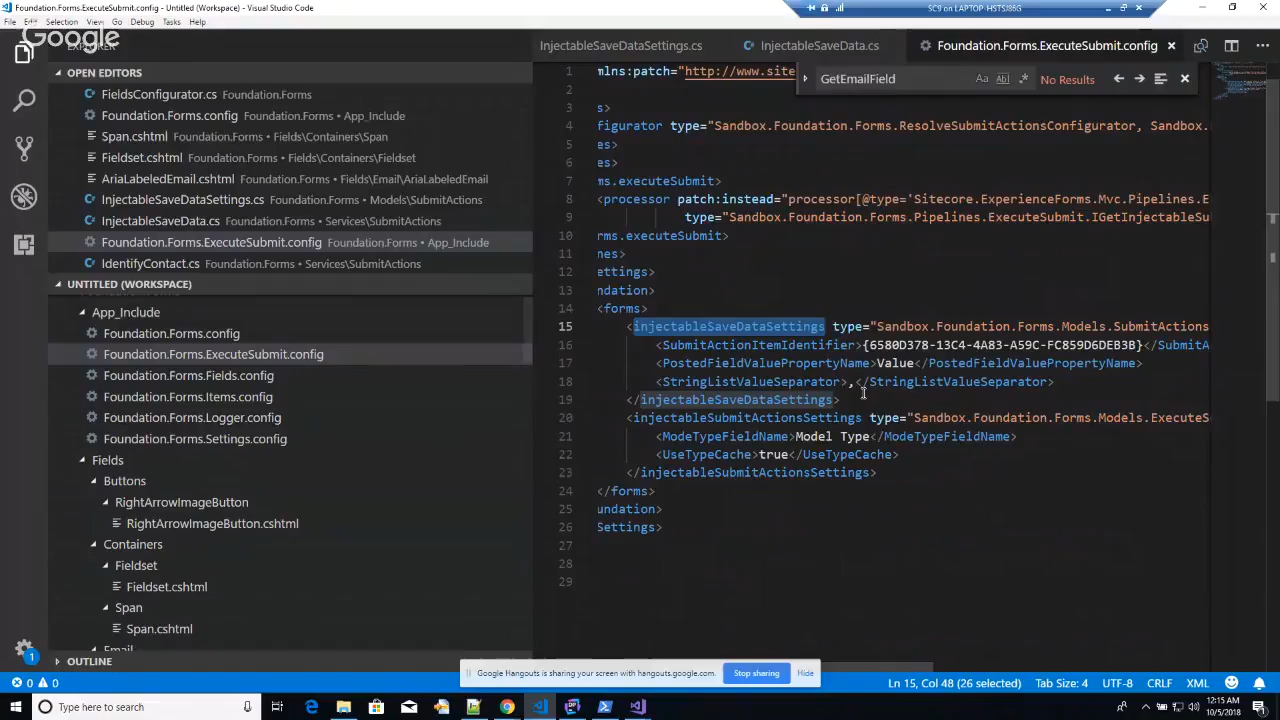 Foundation.Forms.ExecuteSubmit.config - Untitled (Workspace) - Visual Studio Code
SC9 on LAPTOP-HSTSJ86G
File Edit Selection View Go Debug Tasks Help
Google
EXPLORER
InjectableSaveDataSettings.cs InjectableSaveData.cs Foundation.Forms.ExecuteSubmit.config
GetEmailField Aa Abl No Results
OPEN EDITORS
FieldsConfigurator.cs Foundation.Forms
Foundation.Forms.config Foundation.Forms • App_Include
Span.cshtml Foundation.Forms • Fields\Containers\Span
Fieldset.cshtml Foundation.Forms • Fields\Containers\Fieldset
AriaLabeledEmail.cshtml Foundation.Forms • Fields\Email\AriaLabeledEmail
InjectableSaveDataSettings.cs Foundation.Forms • Models\SubmitActions
InjectableSaveData.cs Foundation.Forms • Services\SubmitActions
Foundation.Forms.ExecuteSubmit.config Foundation.Forms • App_Include
IdentifyContact.cs Foundation.Forms • Services\SubmitActions
UNTITLED (WORKSPACE)
App_Include
Foundation.Forms.config
Foundation.Forms.ExecuteSubmit.config
Foundation.Forms.Fields.config
Foundation.Forms.Items.config
Foundation.Forms.Logger.config
Foundation.Forms.Settings.config
Fields
Buttons
RightArrowImageButton
RightArrowImageButton.cshtml
Containers
Fieldset
Fieldset.cshtml
Span
Span.cshtml
Email
OUTLINE
1 mlns:patch="http://www.site
2
3 s>
4 figurator type="Sandbox.Foundation.Forms.ResolveSubmitActionsConfigurator, Sandbox.
5 es>
6 es>
7 ms.executeSubmit>
8 <processor patch:instead="processor[@type='Sitecore.ExperienceForms.Mvc.Pipelines.E
9 type="Sandbox.Foundation.Forms.Pipelines.ExecuteSubmit.IGetInjectableSu
10 rms.executeSubmit>
11 nes>
12 ettings>
13 ndation>
14 <forms>
15 <injectableSaveDataSettings type="Sandbox.Foundation.Forms.Models.SubmitActions
16 <SubmitActionItemIdentifier>{6580D378-13C4-4A83-A59C-FC859D6DEB3B}</SubmitA
17 <PostedFieldValuePropertyName>Value</PostedFieldValuePropertyName>
18 <StringListValueSeparator>,</StringListValueSeparator>
19 </injectableSaveDataSettings>
20 <injectableSubmitActionsSettings type="Sandbox.Foundation.Forms.Models.ExecuteS
21 <ModeTypeFieldName>Model Type</ModeTypeFieldName>
22 <UseTypeCache>true</UseTypeCache>
23 </injectableSubmitActionsSettings>
24 </forms>
25 undation>
26 Settings>
27
28
29
Google Hangouts is sharing your screen with hangouts.google.com. Stop sharing Hide
1
0 0 Ln 15, Col 48 (26 selected) Tab Size: 4 UTF-8 CRLF XML
Type here to search
12:15 AM
10/5/2018